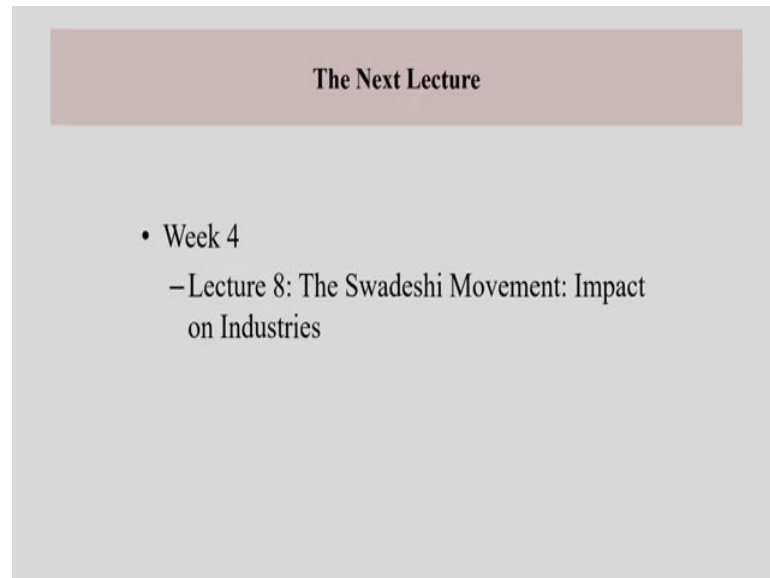 The Next Lecture
• Week 4
–Lecture 8: The Swadeshi Movement: Impact
on Industries